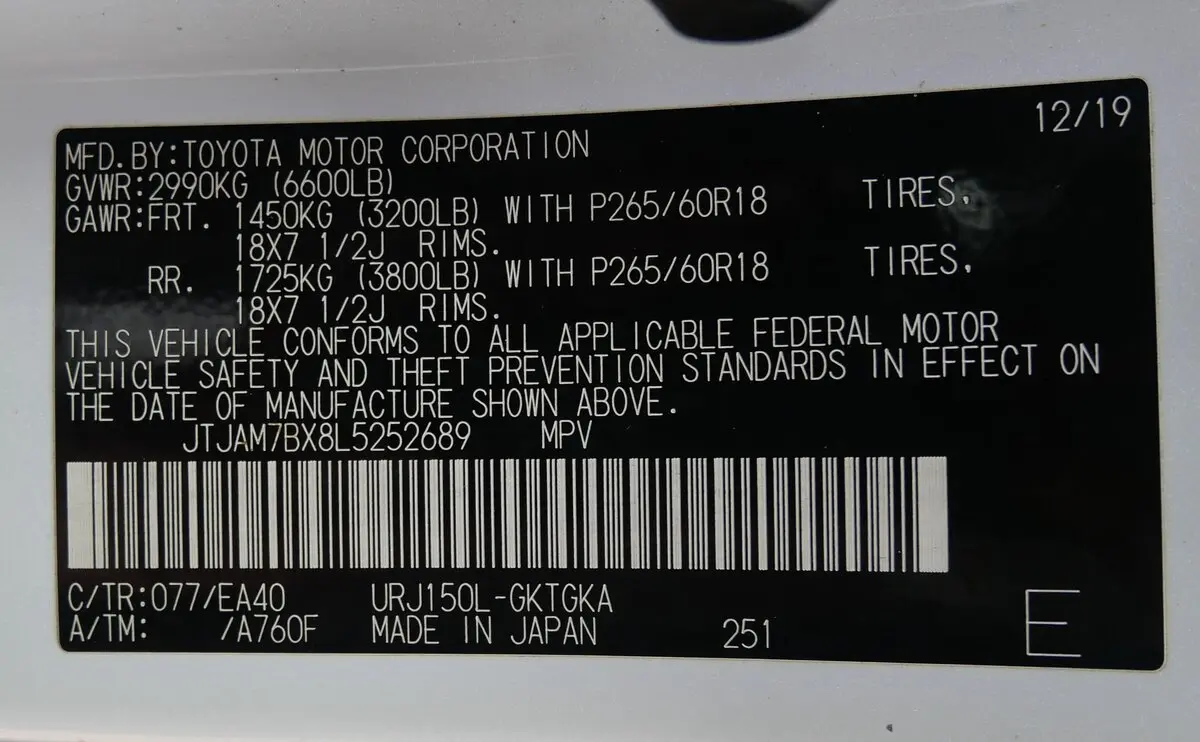 12/19
MFD.BY:TOYOTA MOTOR CORPORATION
GVWR:2990KG (6600LB)
GAWR:FRT. 1450KG (3200LB) WITH P265/60R18 TIRES,
18X7 1/2J RIMS.
RR. 1725KG (3800LB) WITH P265/60R18 TIRES,
18X7 1/2J RIMS.
THIS VEHICLE CONFORMS TO ALL APPLICABLE FEDERAL MOTOR
VEHICLE SAFETY AND THEFT PREVENTION STANDARDS IN EFFECT ON
THE DATE OF MANUFACTURE SHOWN ABOVE.
JTJAM7BX8L5252689 MPV
C/TR:077/EA40 URJ150L-GKTGKA
A/TM: /A760F MADE IN JAPAN 251
E